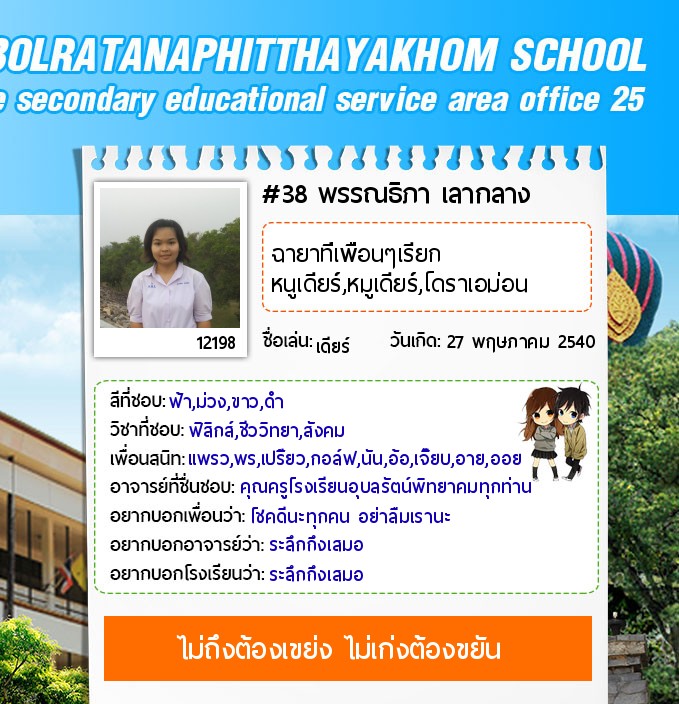 BOLRATANAPHITTHAYAKHOM SCHOOL
e secondary educational service area office 25
#38 พรรณธิภา เลากลาง
ฉายาที่เพื่อนๆเรียก
หนูเดียร์,หมูเดียร์,โดราเอม่อน
12198
ชื่อเล่น: เดียร์ วันเกิด: 27 พฤษภาคม 2540
สีที่ชอบ: ฟ้า,ม่วง,ขาว,ดำ
วิชาที่ชอบ: ฟิสิกส์,ชีววิทยา,สังคม
เพื่อนสนิท: แพรว,พร,เปรี้ยว,กอล์ฟ,นัน,อ้อ,เจี๊ยบ,อาย,ออย
อาจารย์ที่ชื่นชอบ: คุณครูโรงเรียนอุบลรัตน์พิทยาคมทุกท่าน
อยากบอกเพื่อนว่า: โชคดีนะทุกคน อย่าลืมเรานะ
อยากบอกอาจารย์ว่า: ระลึกถึงเสมอ
อยากบอกโรงเรียนว่า: ระลึกถึงเสมอ
ไม่ถึงต้องเขย่ง ไม่เก่งต้องขยัน